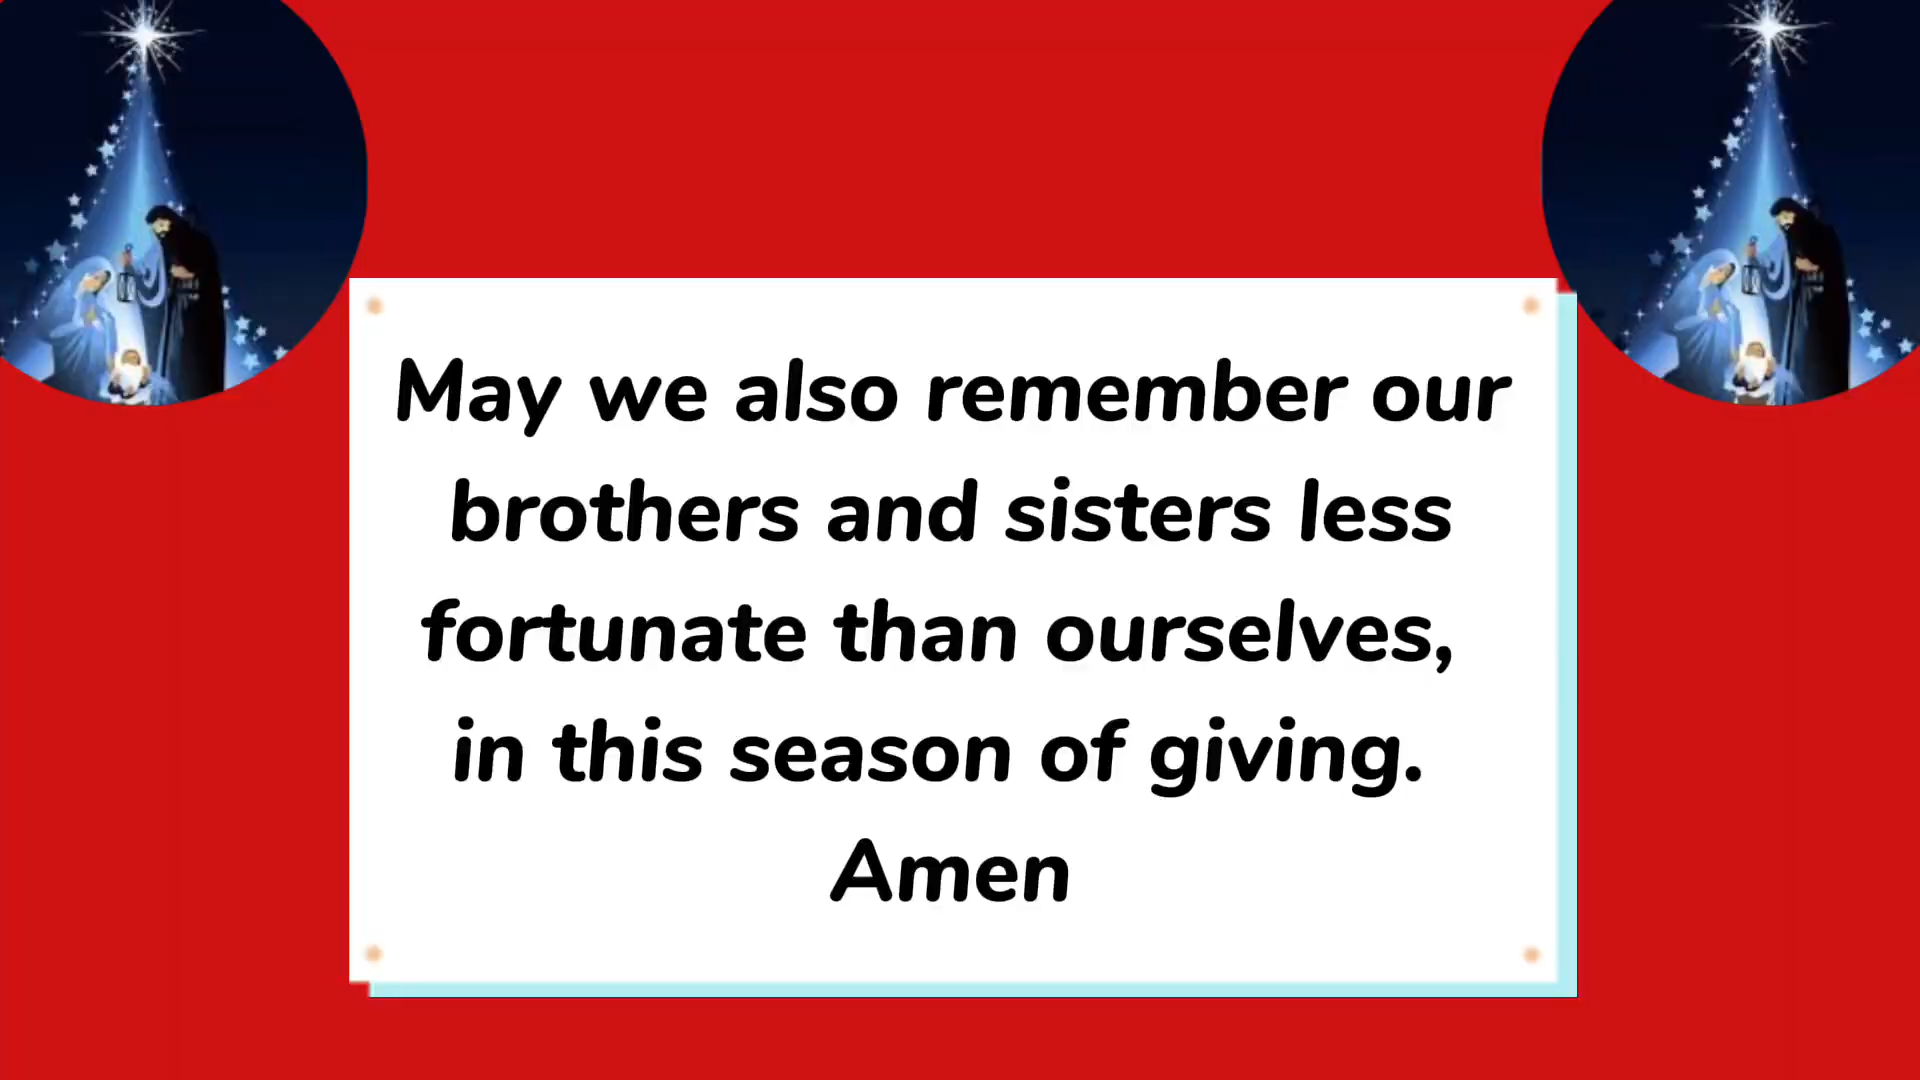 May we also remember our
brothers and sisters less
fortunate than ourselves,
in this season of giving.
Amen